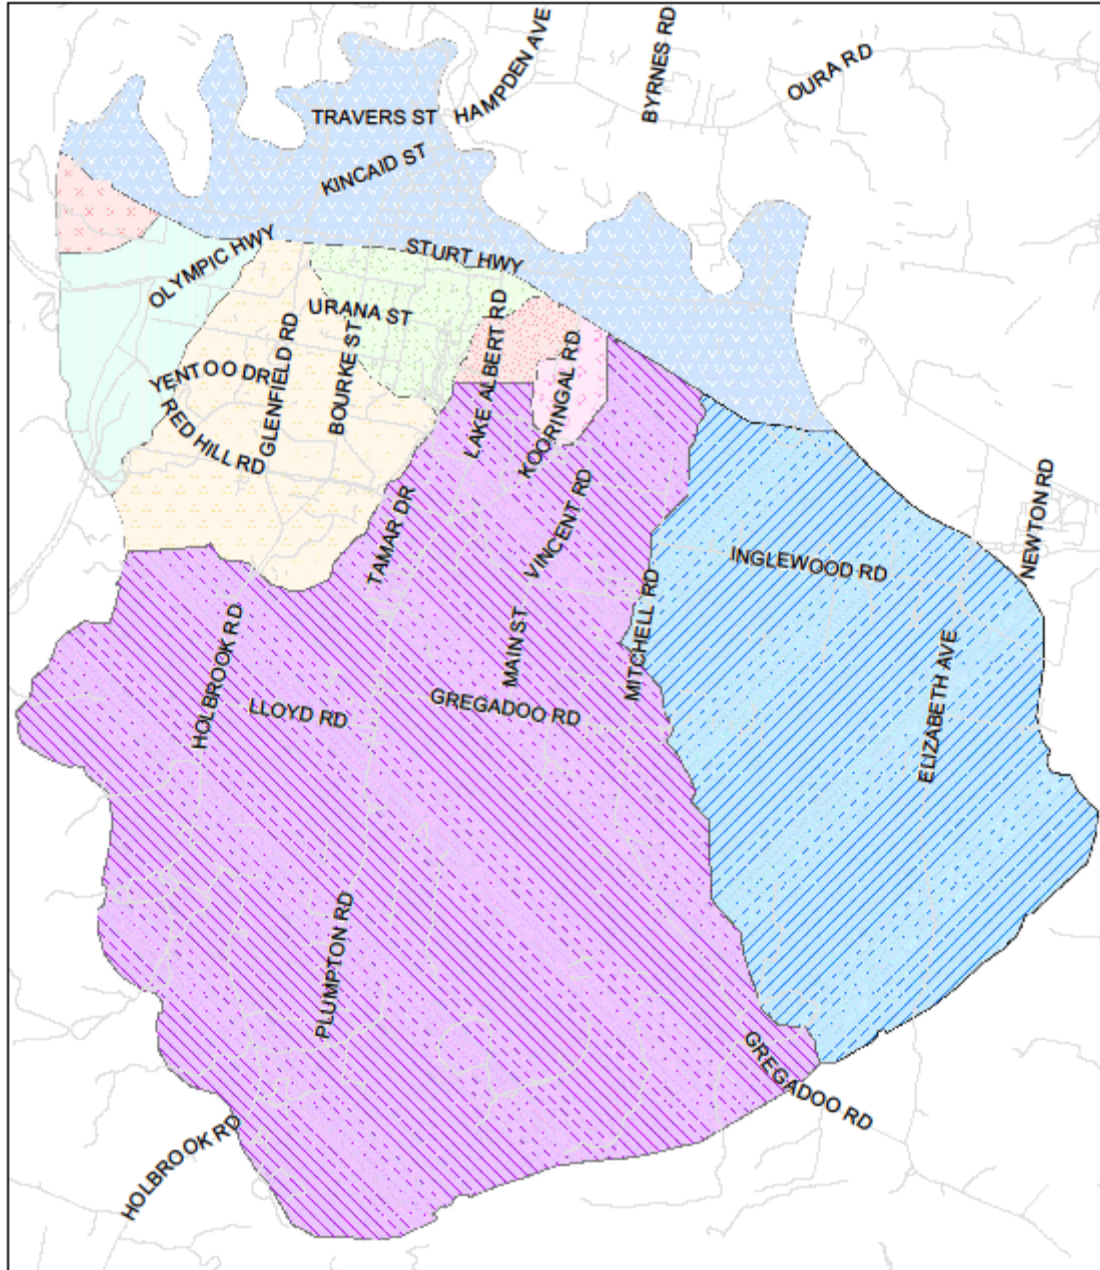 HAMPDEN AVE
BYRNES RD
OURA RD
TRAVERS ST
KINCAID ST
OLYMPIC HWY
STURT HWY
URANA ST
LAKE ALBERT RD
KOORINGAL RD
GLENFIELD RD
BOURKE ST
YENTOO DR
RED HILL RD
TAMAR DR
VINCENT RD
NEWTON RD
INGLEWOOD RD
MITCHELL RD
MAIN ST
HOLBROOK RD
LLOYD RD
GREGADOO RD
ELIZABETH AVE
PLUMPTON RD
GREGADOO RD
HOLBROOK RD